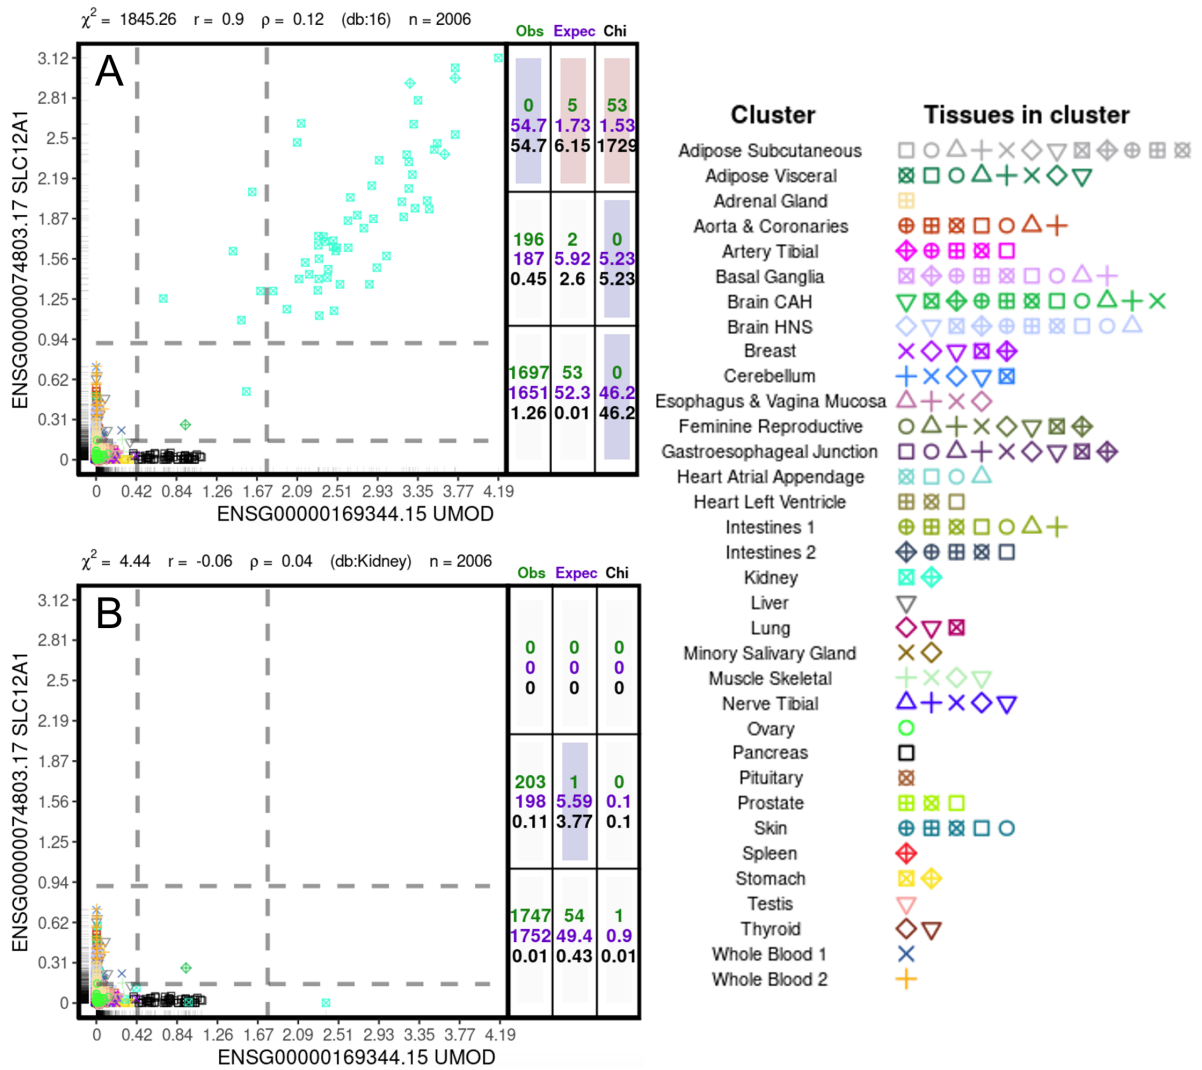 χ² = 1845.26 r = 0.9 ρ = 0.12 (db:16) n = 2006
Obs Expec Chi
A
ENSG00000074803.17 SLC12A1
3.12
2.81
2.5
2.19
1.87
1.56
1.25
0.94
0.62
0.31
0
0 5 53
54.7 1.73 1.53
54.7 6.15 1729
196 2 0
187 5.92 5.23
0.45 2.6 5.23
1697 53 0
1651 52.3 46.2
1.26 0.01 46.2
0 0.42 0.84 1.26 1.67 2.09 2.51 2.93 3.35 3.77 4.19
ENSG00000169344.15 UMOD
χ² = 4.44 r = -0.06 ρ = 0.04 (db:Kidney) n = 2006
Obs Expec Chi
B
ENSG00000074803.17 SLC12A1
3.12
2.81
2.5
2.19
1.87
1.56
1.25
0.94
0.62
0.31
0
0 0 0
0 0 0
0 0 0
203 1 0
198 5.59 0.1
0.11 3.77 0.1
1747 54 1
1752 49.4 0.9
0.01 0.43 0.01
0 0.42 0.84 1.26 1.67 2.09 2.51 2.93 3.35 3.77 4.19
ENSG00000169344.15 UMOD
Cluster Tissues in cluster
Adipose Subcutaneous
Adipose Visceral
Adrenal Gland
Aorta & Coronaries
Artery Tibial
Basal Ganglia
Brain CAH
Brain HNS
Breast
Cerebellum
Esophagus & Vagina Mucosa
Feminine Reproductive
Gastroesophageal Junction
Heart Atrial Appendage
Heart Left Ventricle
Intestines 1
Intestines 2
Kidney
Liver
Lung
Minory Salivary Gland
Muscle Skeletal
Nerve Tibial
Ovary
Pancreas
Pituitary
Prostate
Skin
Spleen
Stomach
Testis
Thyroid
Whole Blood 1
Whole Blood 2